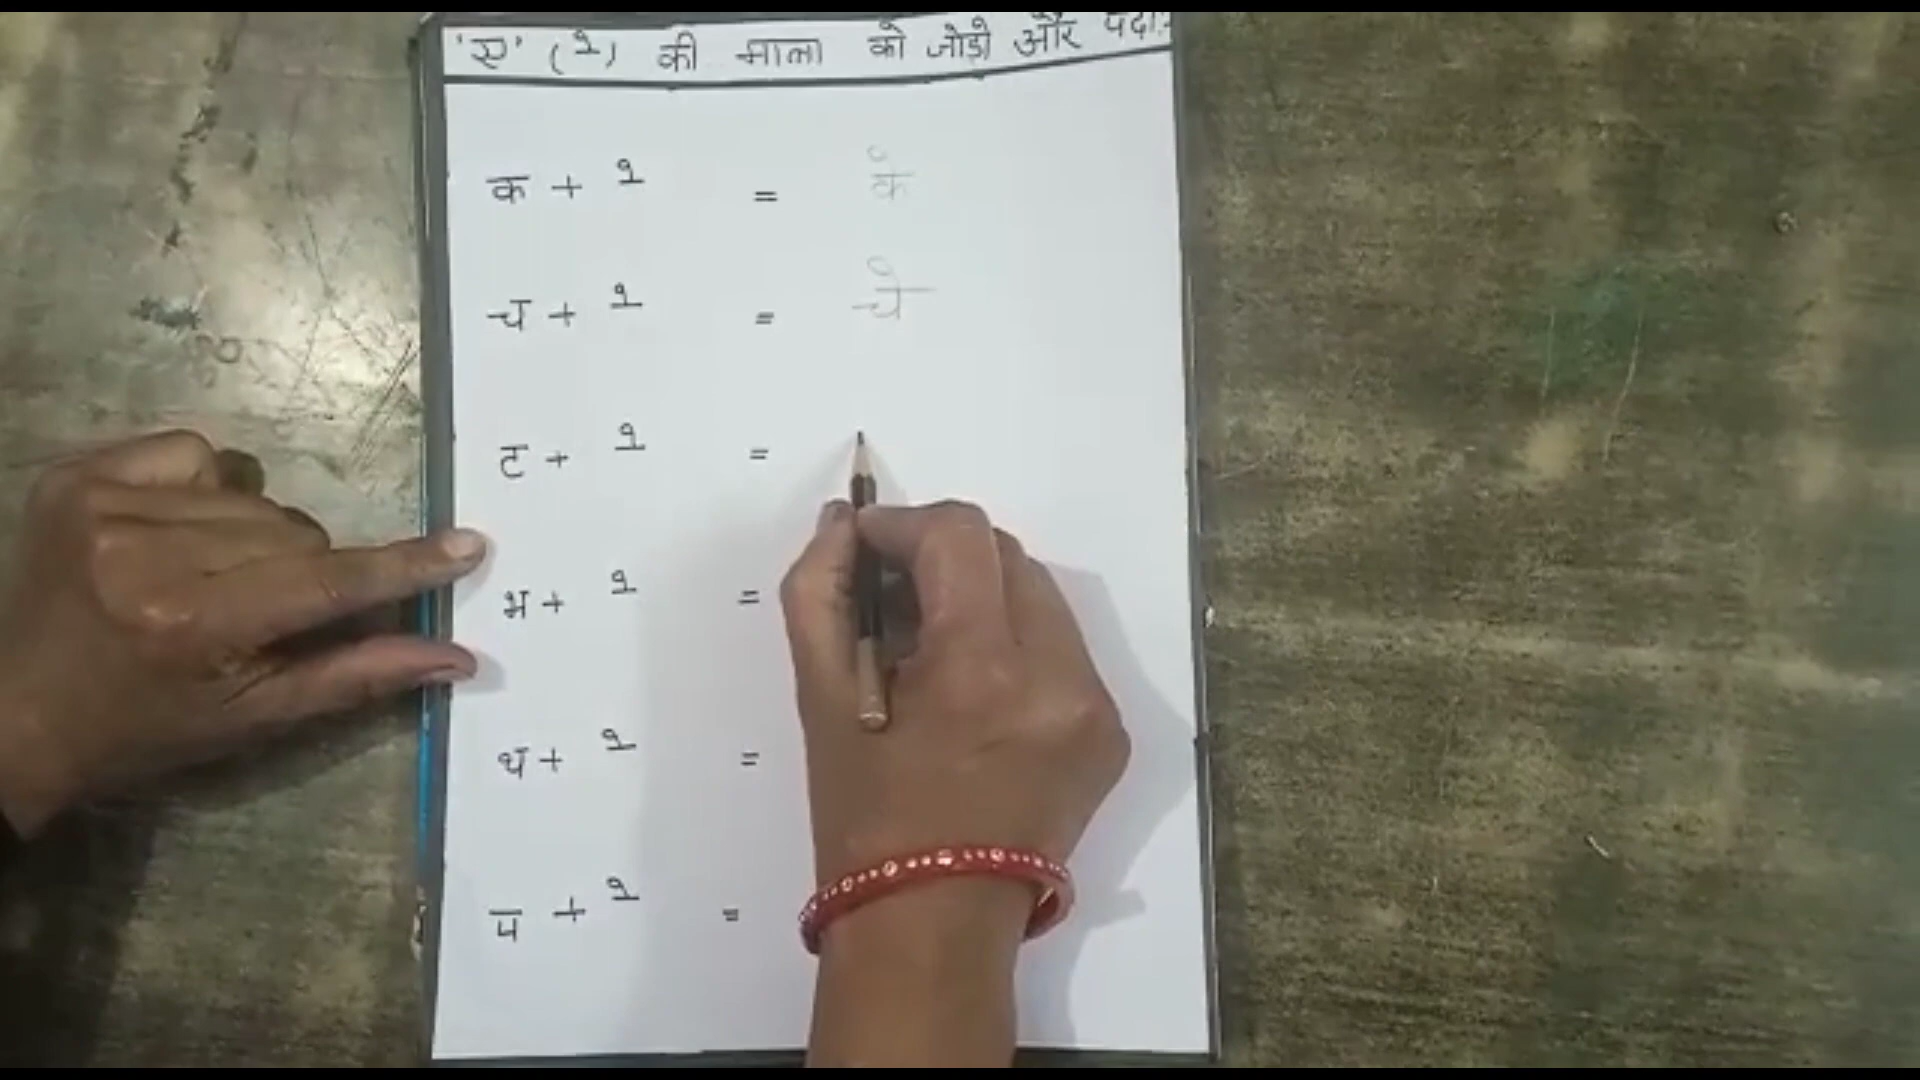 'ए' (े) की माला को जोडो और पढो।
क + े = के
च + े = चे
ट + े =
भ + े =
थ + े =
प + े =